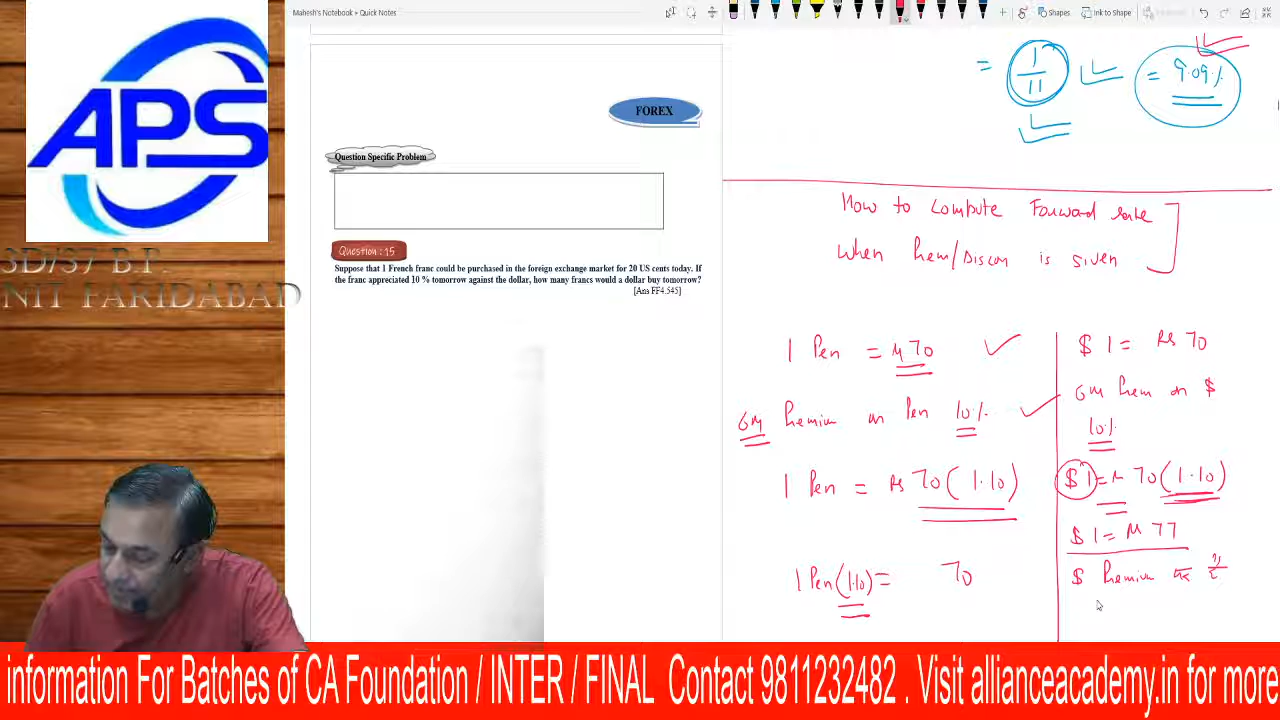 Mahesh's Notebook » Quick Notes
Shapes
Ink to Shape
APS
3D/37 B.P.
NIT FARIDABAD
FOREX
Question Specific Problem
Question : 15
Suppose that 1 French franc could be purchased in the foreign exchange market for 20 US cents today. If
the franc appreciated 10 % tomorrow against the dollar, how many francs would a dollar buy tomorrow?
[Ans FF4.545]
= 1/11 = 9.09%
How to Compute Forward Rate
when Prem/Discon is given
1 Pen = Rs 70
6m Premium on Pen 10%
1 Pen = Rs 70 (1.10)
1 Pen (1.10) = 70
$ 1 = Rs 70
6m Prem on $
10%
$ 1 = Rs 70 (1.10)
$ 1 = Rs 77
$ Premium
information For Batches of CA Foundation / INTER / FINAL Contact 9811232482 . Visit allianceacademy.in for more